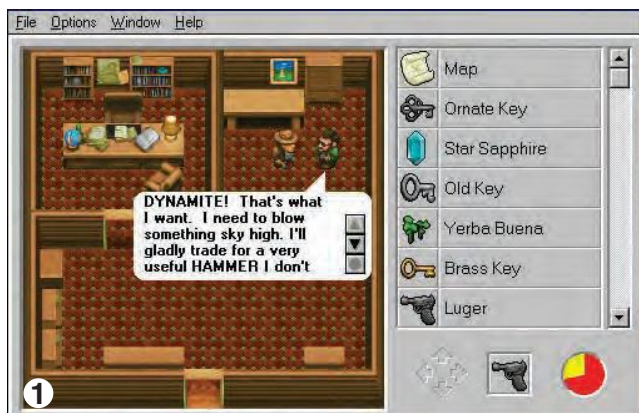 File Options Window Help
DYNAMITE! That's what
I want. I need to blow
something sky high. I'll
gladly trade for a very
useful HAMMER I don't
Map
Ornate Key
Star Sapphire
Old Key
Yerba Buena
Brass Key
Luger
1